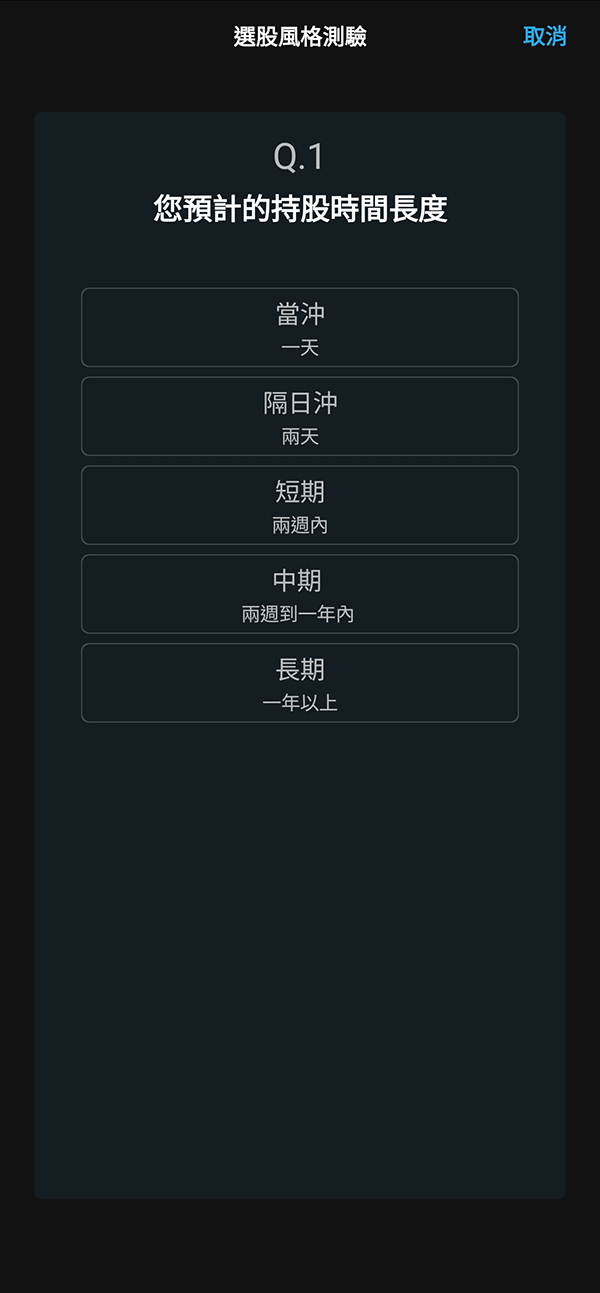 選股風格測驗
取消
Q.1
您預計的持股時間長度
當沖
一天
隔日沖
兩天
短期
兩週內
中期
兩週到一年內
長期
一年以上